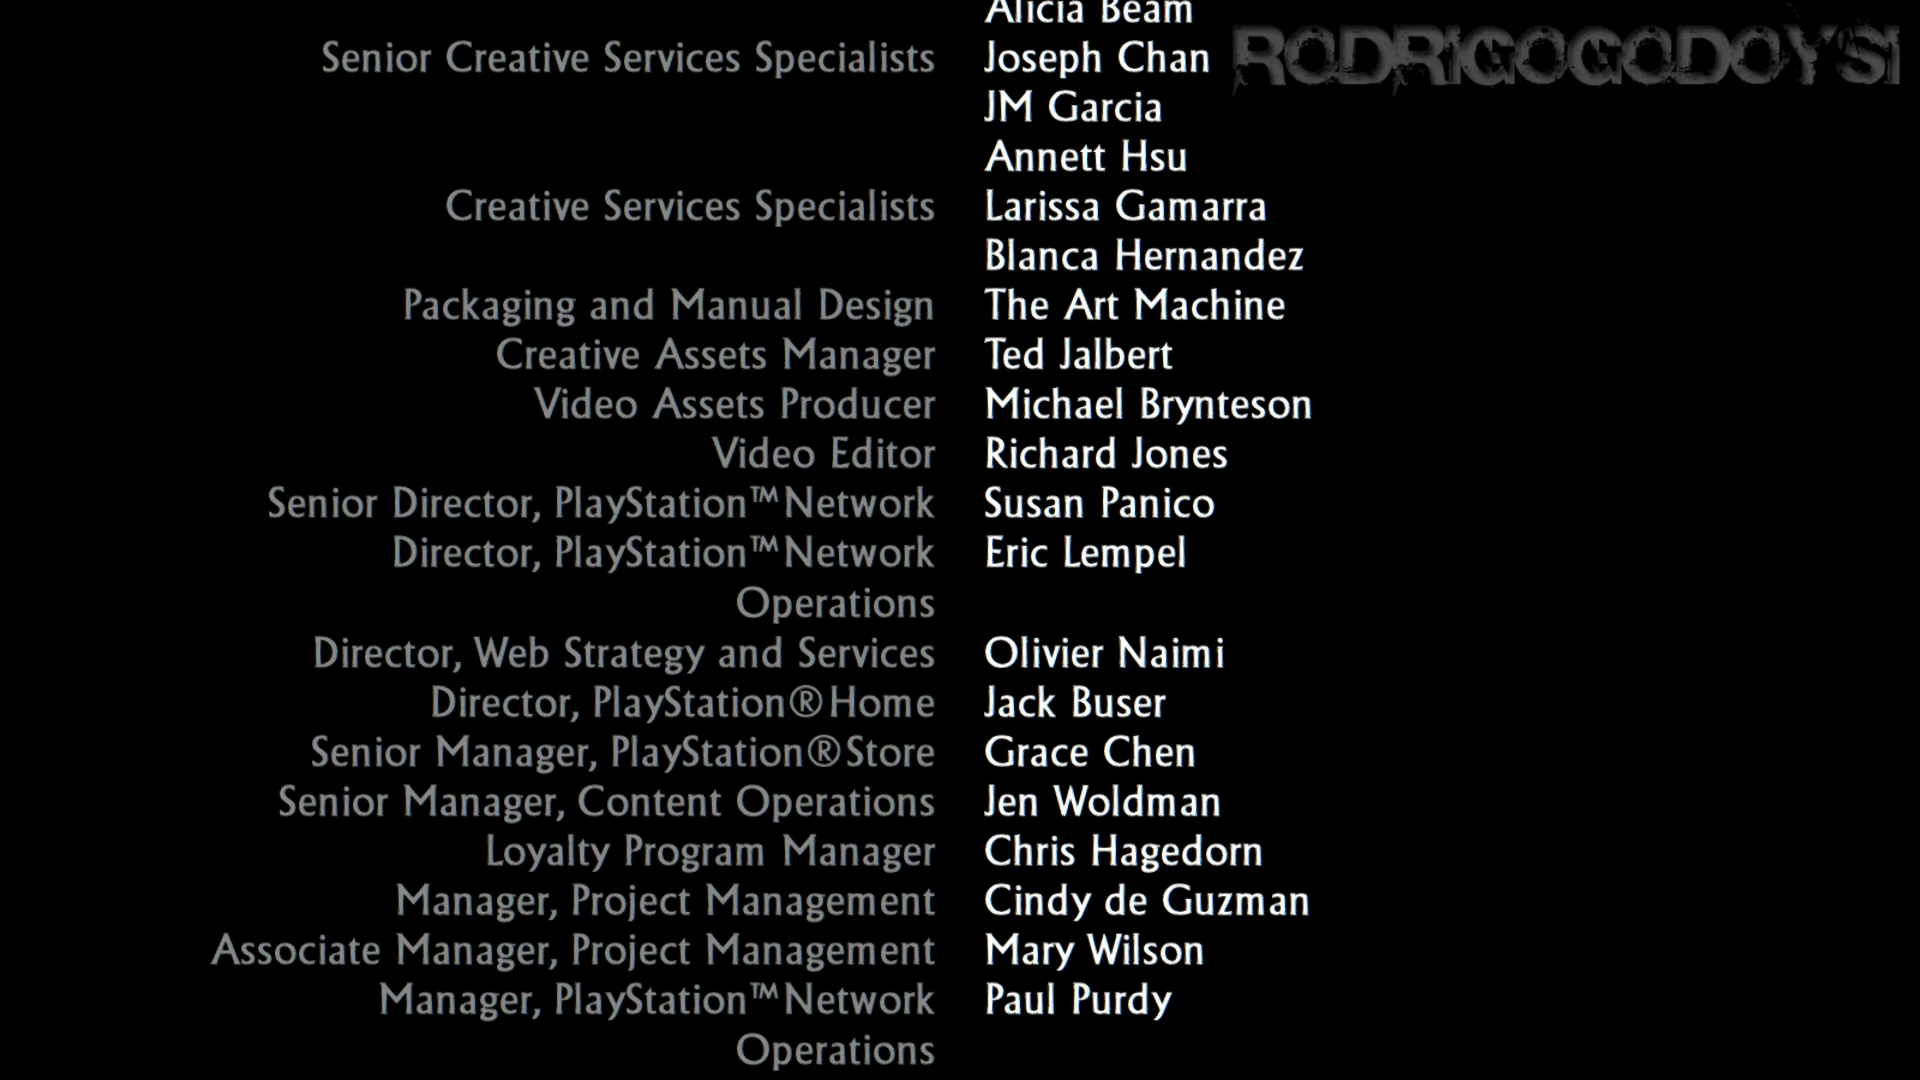 Alicia Beam
Senior Creative Services Specialists Joseph Chan
RODRIGOGODOYSI
JM Garcia
Annett Hsu
Creative Services Specialists Larissa Gamarra
Blanca Hernandez
Packaging and Manual Design The Art Machine
Creative Assets Manager Ted Jalbert
Video Assets Producer Michael Brynteson
Video Editor Richard Jones
Senior Director, PlayStation™Network Susan Panico
Director, PlayStation™Network Eric Lempel
Operations
Director, Web Strategy and Services Olivier Naimi
Director, PlayStation®Home Jack Buser
Senior Manager, PlayStation®Store Grace Chen
Senior Manager, Content Operations Jen Woldman
Loyalty Program Manager Chris Hagedorn
Manager, Project Management Cindy de Guzman
Associate Manager, Project Management Mary Wilson
Manager, PlayStation™Network Paul Purdy
Operations